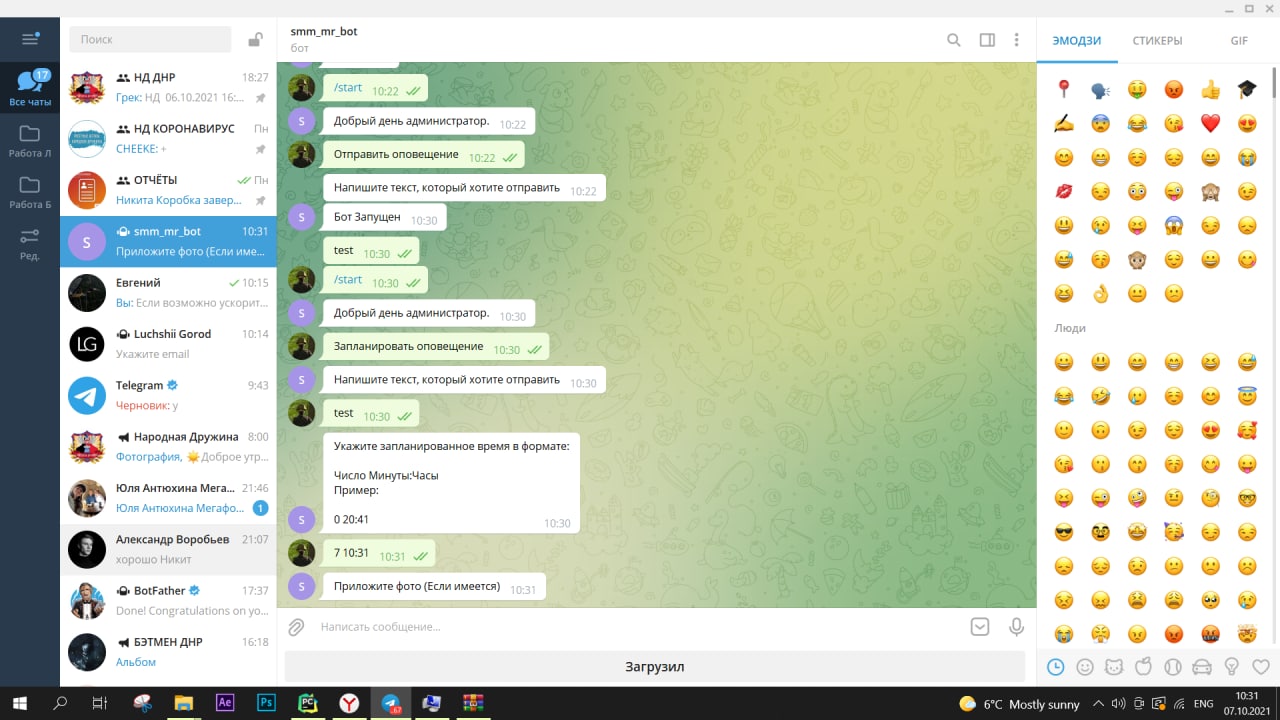 Поиск
smm_mr_bot
бот
ЭМОДЗИ
СТИКЕРЫ
GIF
17
Все чаты
Работа Л
Работа Б
Ред.
НД ДНР 18:27
Грек: НД 06.10.2021 16:...
НД КОРОНАВИРУС Пн
CHEEKE: +
ОТЧЁТЫ Пн
Никита Коробка завер...
S
smm_mr_bot 10:31
Приложите фото (Если име...
Евгений 10:15
Вы: Если возможно ускорит...
LG
Luchshii Gorod 10:14
Укажите email
Telegram 9:43
Черновик: у
Народная Дружина 8:00
Фотография, Доброе утр...
Юля Антюхина Мега... 21:46
Юля Антюхина Мегафо... 1
Александр Воробьев 21:07
хорошо Никит
BotFather 17:37
Done! Congratulations on yo...
БЭТМЕН ДНР 16:18
Альбом
/start 10:22
S
Добрый день администратор. 10:22
Отправить оповещение 10:22
Напишите текст, который хотите отправить 10:22
S
Бот Запущен 10:30
test 10:30
/start 10:30
S
Добрый день администратор. 10:30
Запланировать оповещение 10:30
S
Напишите текст, который хотите отправить 10:30
test 10:30
Укажите запланированное время в формате:
Число Минуты:Часы
Пример:
S
0 20:41 10:30
7 10:31 10:31
S
Приложите фото (Если имеется) 10:31
Написать сообщение...
Загрузил
Люди
Ae
Ps
PC
Y
..67
6°C Mostly sunny
ENG
10:31
07.10.2021